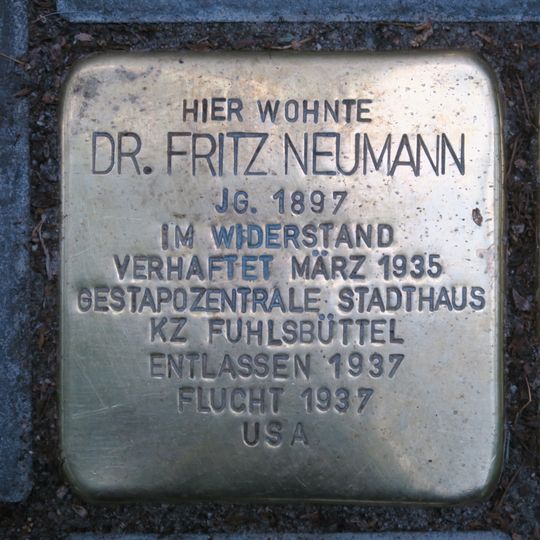 HIER WOHNTE
DR. FRITZ NEUMANN
JG. 1897
IM WIDERSTAND
VERHAFTET MÄRZ 1935
GESTAPOZENTRALE STADTHAUS
KZ FUHLSBÜTTEL
ENTLASSEN 1937
FLUCHT 1937
USA